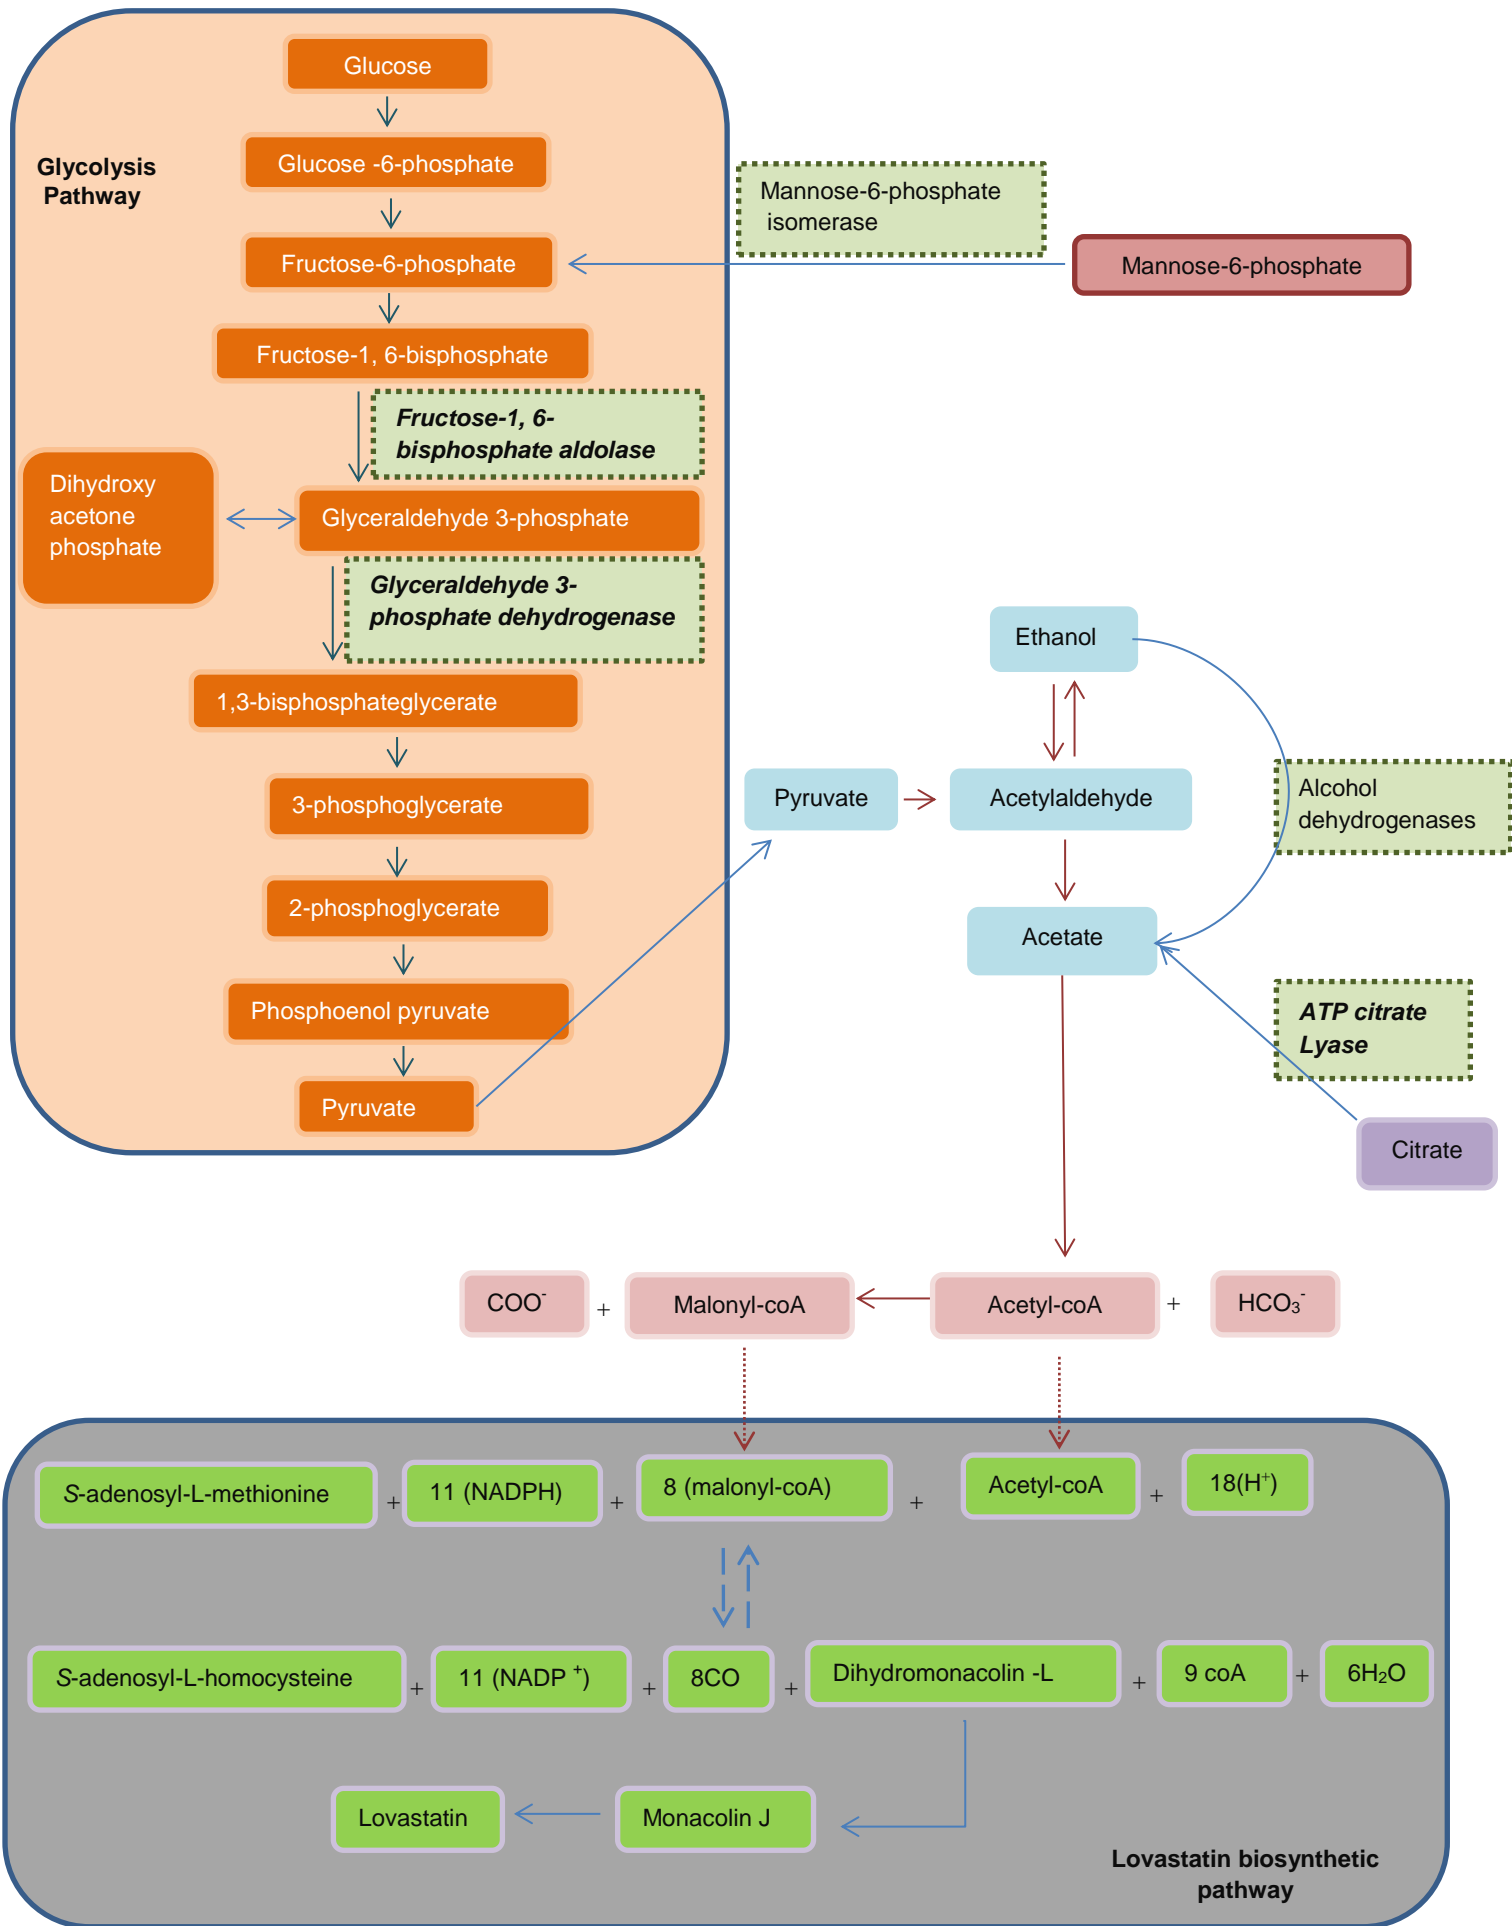 Glucose
Glycolysis
Pathway
Glucose -6-phosphate
Mannose-6-phosphate
isomerase
Fructose-6-phosphate
Mannose-6-phosphate
Fructose-1, 6-bisphosphate
Fructose-1, 6-
bisphosphate aldolase
Dihydroxy
acetone
phosphate
Glyceraldehyde 3-phosphate
Glyceraldehyde 3-
phosphate dehydrogenase
Ethanol
1,3-bisphosphateglycerate
3-phosphoglycerate
Pyruvate
Acetylaldehyde
Alcohol
dehydrogenases
2-phosphoglycerate
Acetate
Phosphoenol pyruvate
ATP citrate
Lyase
Pyruvate
Citrate
COO⁻ + Malonyl-coA Acetyl-coA + HCO₃⁻
S-adenosyl-L-methionine + 11 (NADPH) + 8 (malonyl-coA) + Acetyl-coA + 18(H⁺)
S-adenosyl-L-homocysteine + 11 (NADP ⁺) + 8CO + Dihydromonacolin -L + 9 coA + 6H₂O
Lovastatin
Monacolin J
Lovastatin biosynthetic
pathway